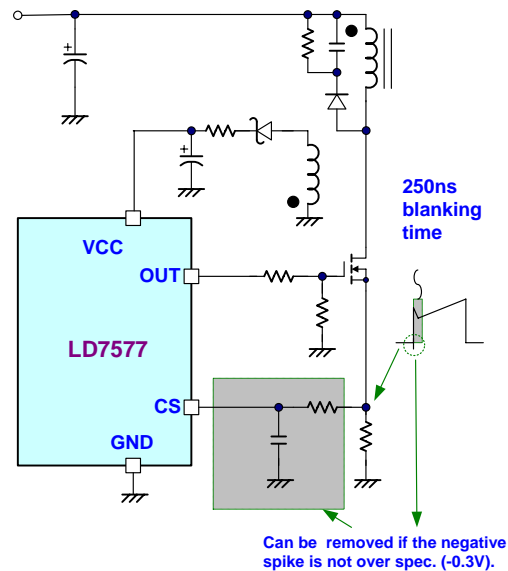 250ns
blanking
time
VCC
OUT
LD7577
CS
GND
+
+
Can be removed if the negative
spike is not over spec. (-0.3V).